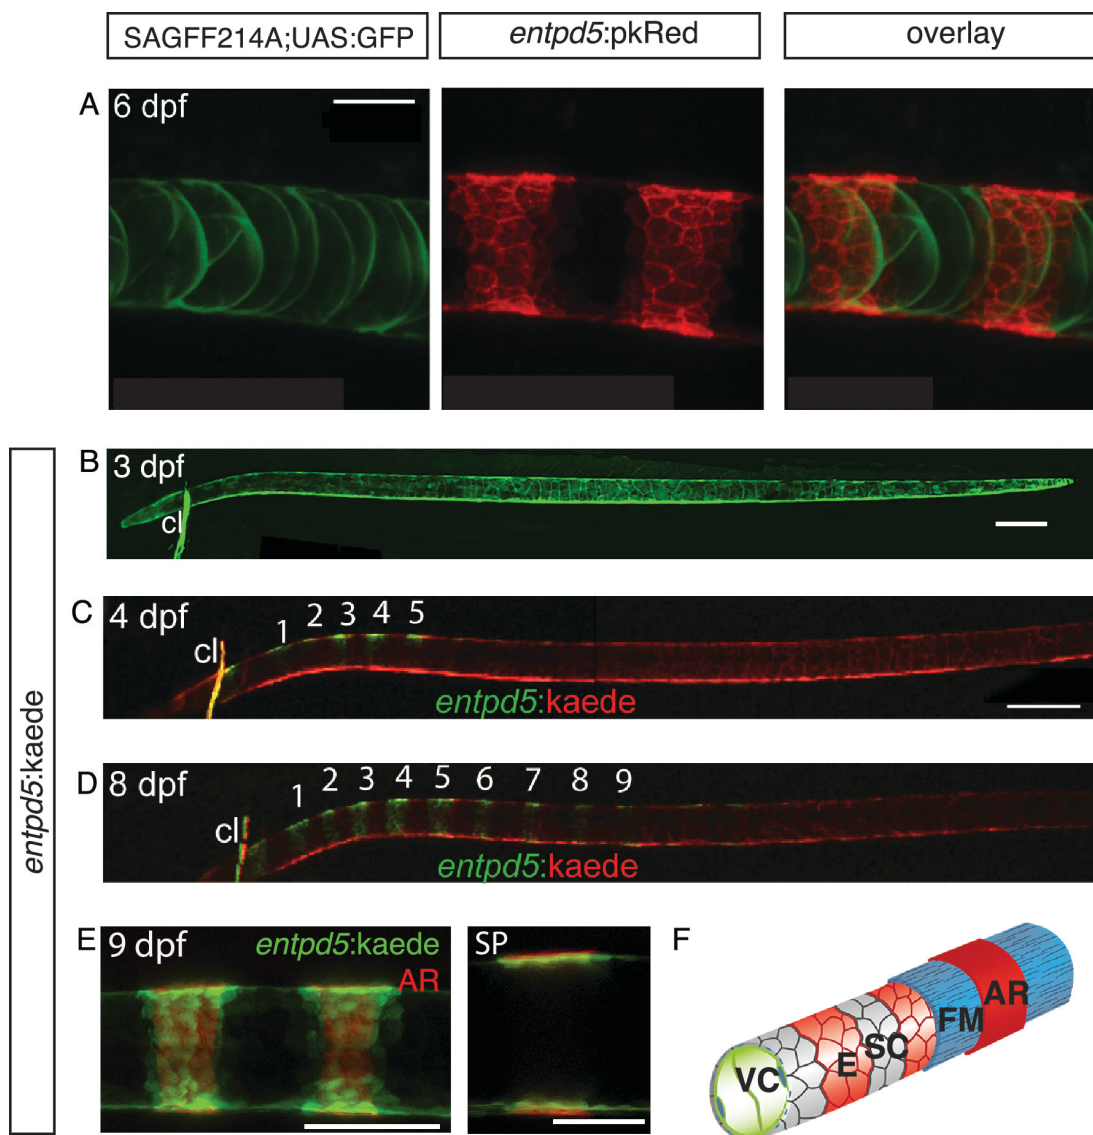 SAGFF214A;UAS:GFP
entpd5:pkRed
overlay
A
6 dpf
entpd5:kaede
B
3 dpf
cl
C
4 dpf
cl
1 2 3 4 5
entpd5:kaede
D
8 dpf
cl
1 2 3 4 5 6 7 8 9
entpd5:kaede
E
9 dpf
entpd5:kaede
AR
SP
F
VC
E
SC
FM
AR